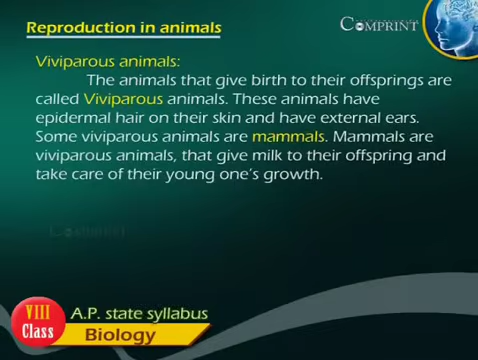 Reproduction in animals
COMPRINT
Viviparous animals:
The animals that give birth to their offsprings are
called Viviparous animals. These animals have
epidermal hair on their skin and have external ears.
Some viviparous animals are mammals. Mammals are
viviparous animals, that give milk to their offspring and
take care of their young one's growth.
COMPRINT
VIII
Class
A.P. state syllabus
Biology